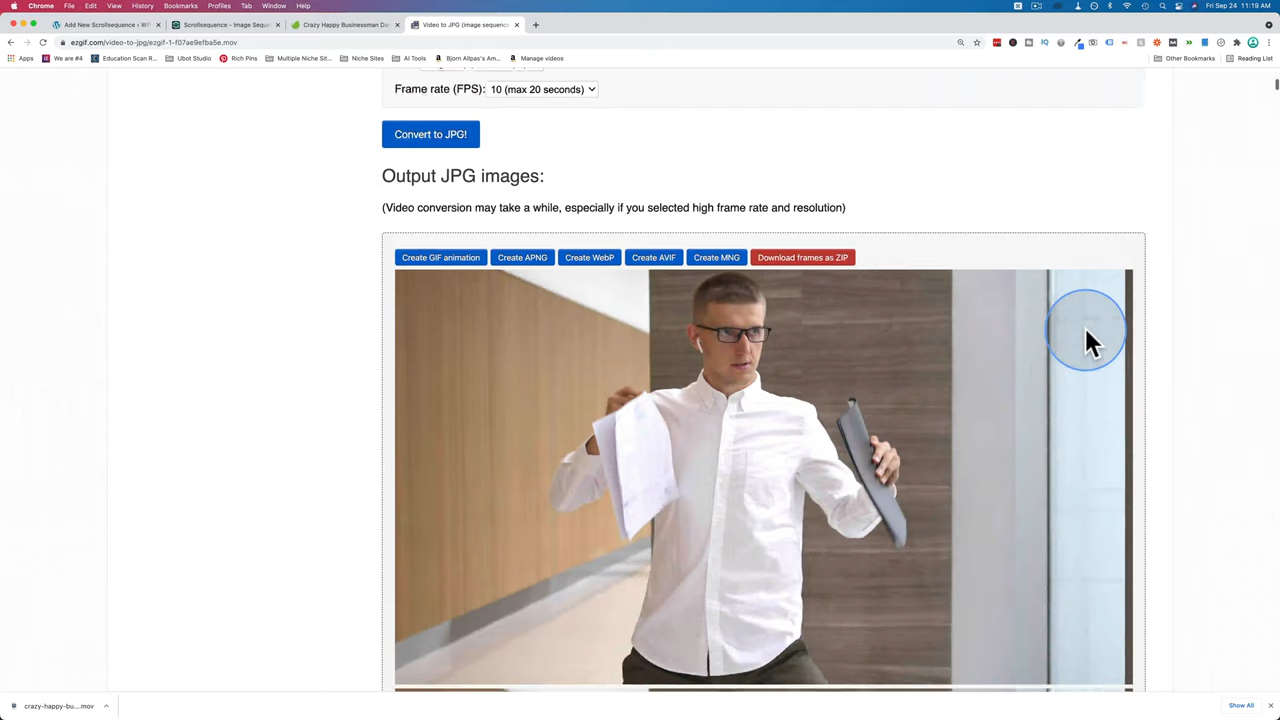 Chrome File Edit View History Bookmarks Profiles Tab Window Help
Fri Sep 24 11:19 AM
Add New Scrollsequence ‹ WP
Scrollsequence - Image Sequ
Crazy Happy Businessman Da
Video to JPG (image sequence
ezgif.com/video-to-jpg/ezgif-1-f07ae9efba5e.mov
Apps We are #4 Education Scan R... Ubot Studio Rich Pins Multiple Niche Sit... Niche Sites AI Tools Bjorn Allpas's Am... Manage videos Other Bookmarks Reading List
Frame rate (FPS): 10 (max 20 seconds)
Convert to JPG!
Output JPG images:
(Video conversion may take a while, especially if you selected high frame rate and resolution)
Create GIF animation Create APNG Create WebP Create AVIF Create MNG Download frames as ZIP
crazy-happy-bu....mov
Show All